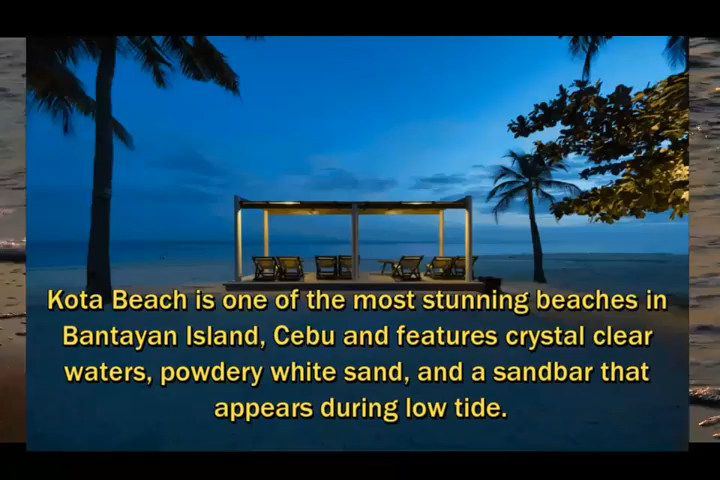 Kota Beach is one of the most stunning beaches in
Bantayan Island, Cebu and features crystal clear
waters, powdery white sand, and a sandbar that
appears during low tide.